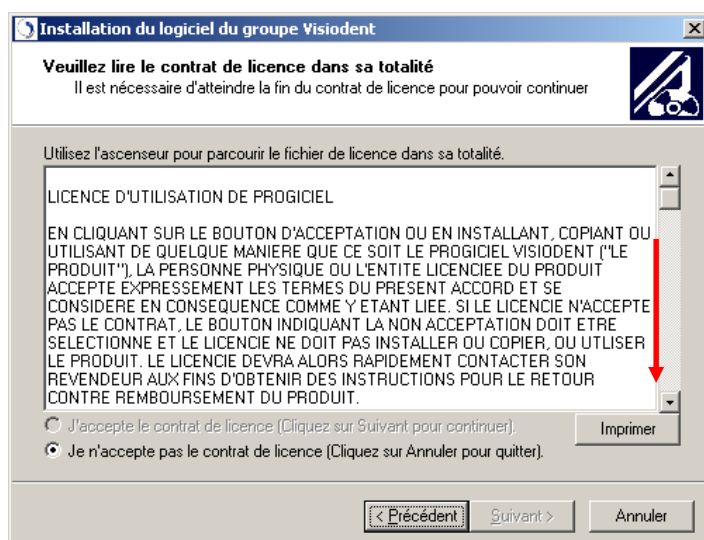 Installation du logiciel du groupe Visiodent
Veuillez lire le contrat de licence dans sa totalité
Il est nécessaire d'atteindre la fin du contrat de licence pour pouvoir continuer
Utilisez l'ascenseur pour parcourir le fichier de licence dans sa totalité.
LICENCE D'UTILISATION DE PROGICIEL
EN CLIQUANT SUR LE BOUTON D'ACCEPTATION OU EN INSTALLANT, COPIANT OU
UTILISANT DE QUELQUE MANIERE QUE CE SOIT LE PROGICIEL VISIODENT ("LE
PRODUIT"), LA PERSONNE PHYSIQUE OU L'ENTITE LICENCIEE DU PRODUIT
ACCEPTE EXPRESSEMENT LES TERMES DU PRESENT ACCORD ET SE
CONSIDERE EN CONSEQUENCE COMME Y ETANT LIEE. SI LE LICENCIE N'ACCEPTE
PAS LE CONTRAT, LE BOUTON INDIQUANT LA NON ACCEPTATION DOIT ETRE
SELECTIONNE ET LE LICENCIE NE DOIT PAS INSTALLER OU COPIER, OU UTLISER
LE PRODUIT. LE LICENCIE DEVRA ALORS RAPIDEMENT CONTACTER SON
REVENDEUR AUX FINS D'OBTENIR DES INSTRUCTIONS POUR LE RETOUR
CONTRE REMBOURSEMENT DU PRODUIT.
J'accepte le contrat de licence (Cliquez sur Suivant pour continuer).
Imprimer
Je n'accepte pas le contrat de licence (Cliquez sur Annuler pour quitter).
< Précédent
Suivant >
Annuler